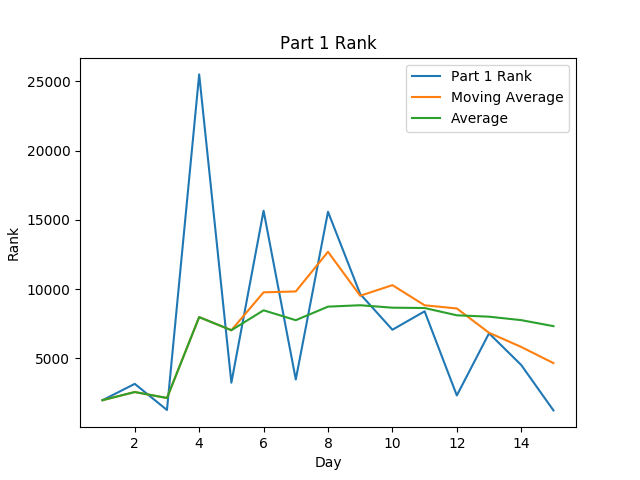 Part 1 Rank
Part 1 Rank
Moving Average
Average
25000
20000
15000
10000
5000
Rank
2 4 6 8 10 12 14
Day